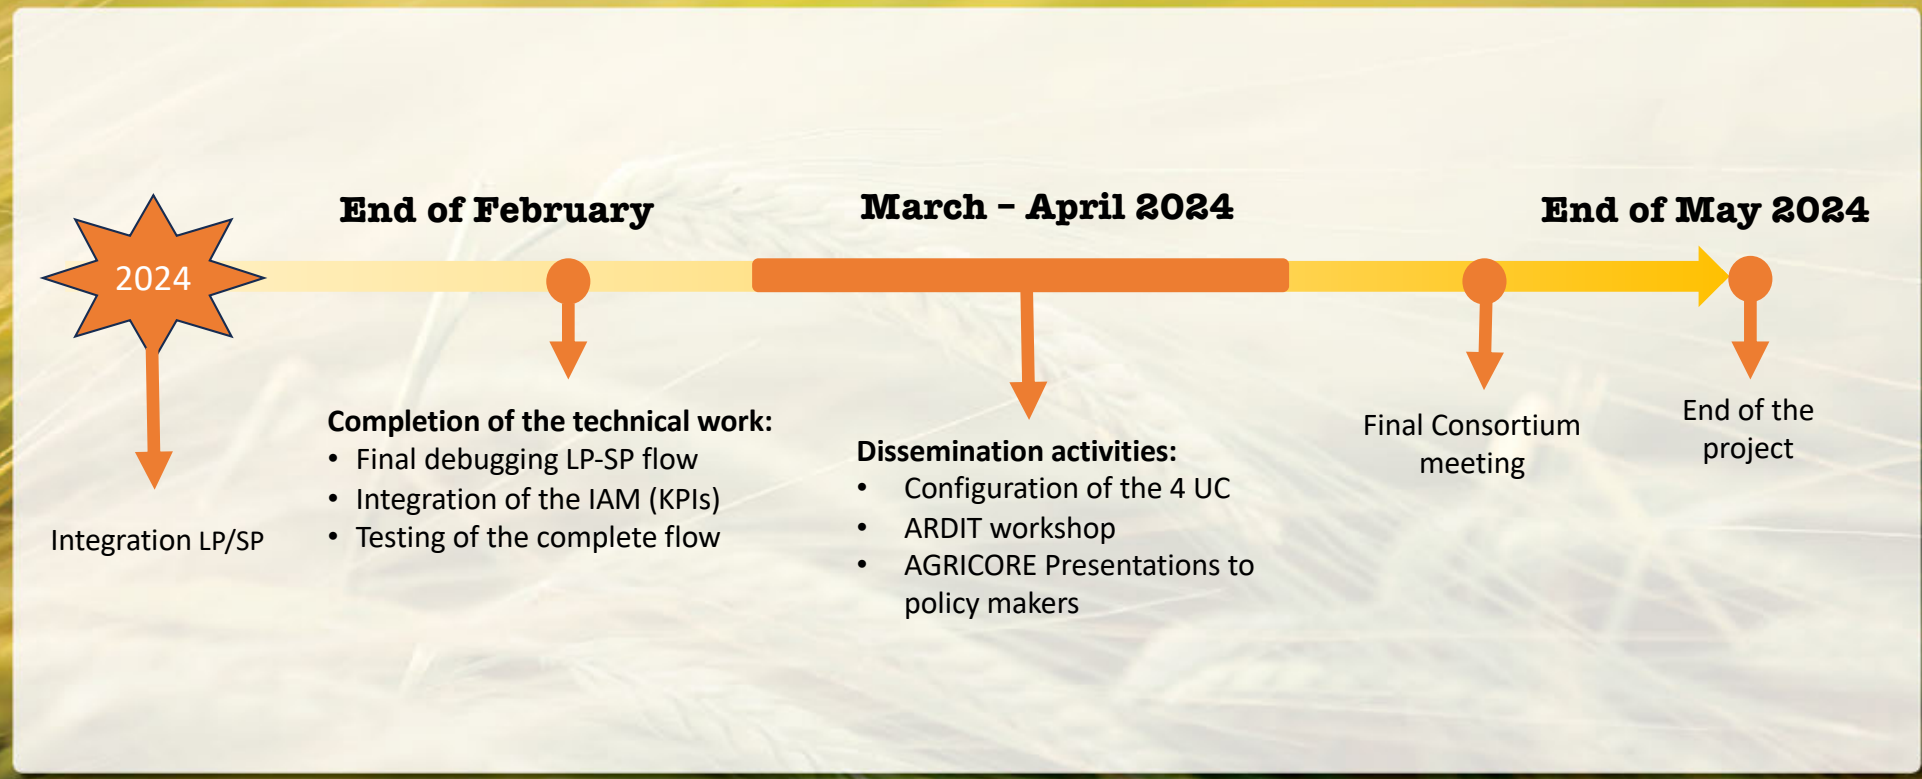 2024
Integration LP/SP
End of February
Completion of the technical work:
• Final debugging LP-SP flow
• Integration of the IAM (KPIs)
• Testing of the complete flow
March – April 2024
Dissemination activities:
• Configuration of the 4 UC
• ARDIT workshop
• AGRICORE Presentations to
policy makers
Final Consortium
meeting
End of May 2024
End of the
project